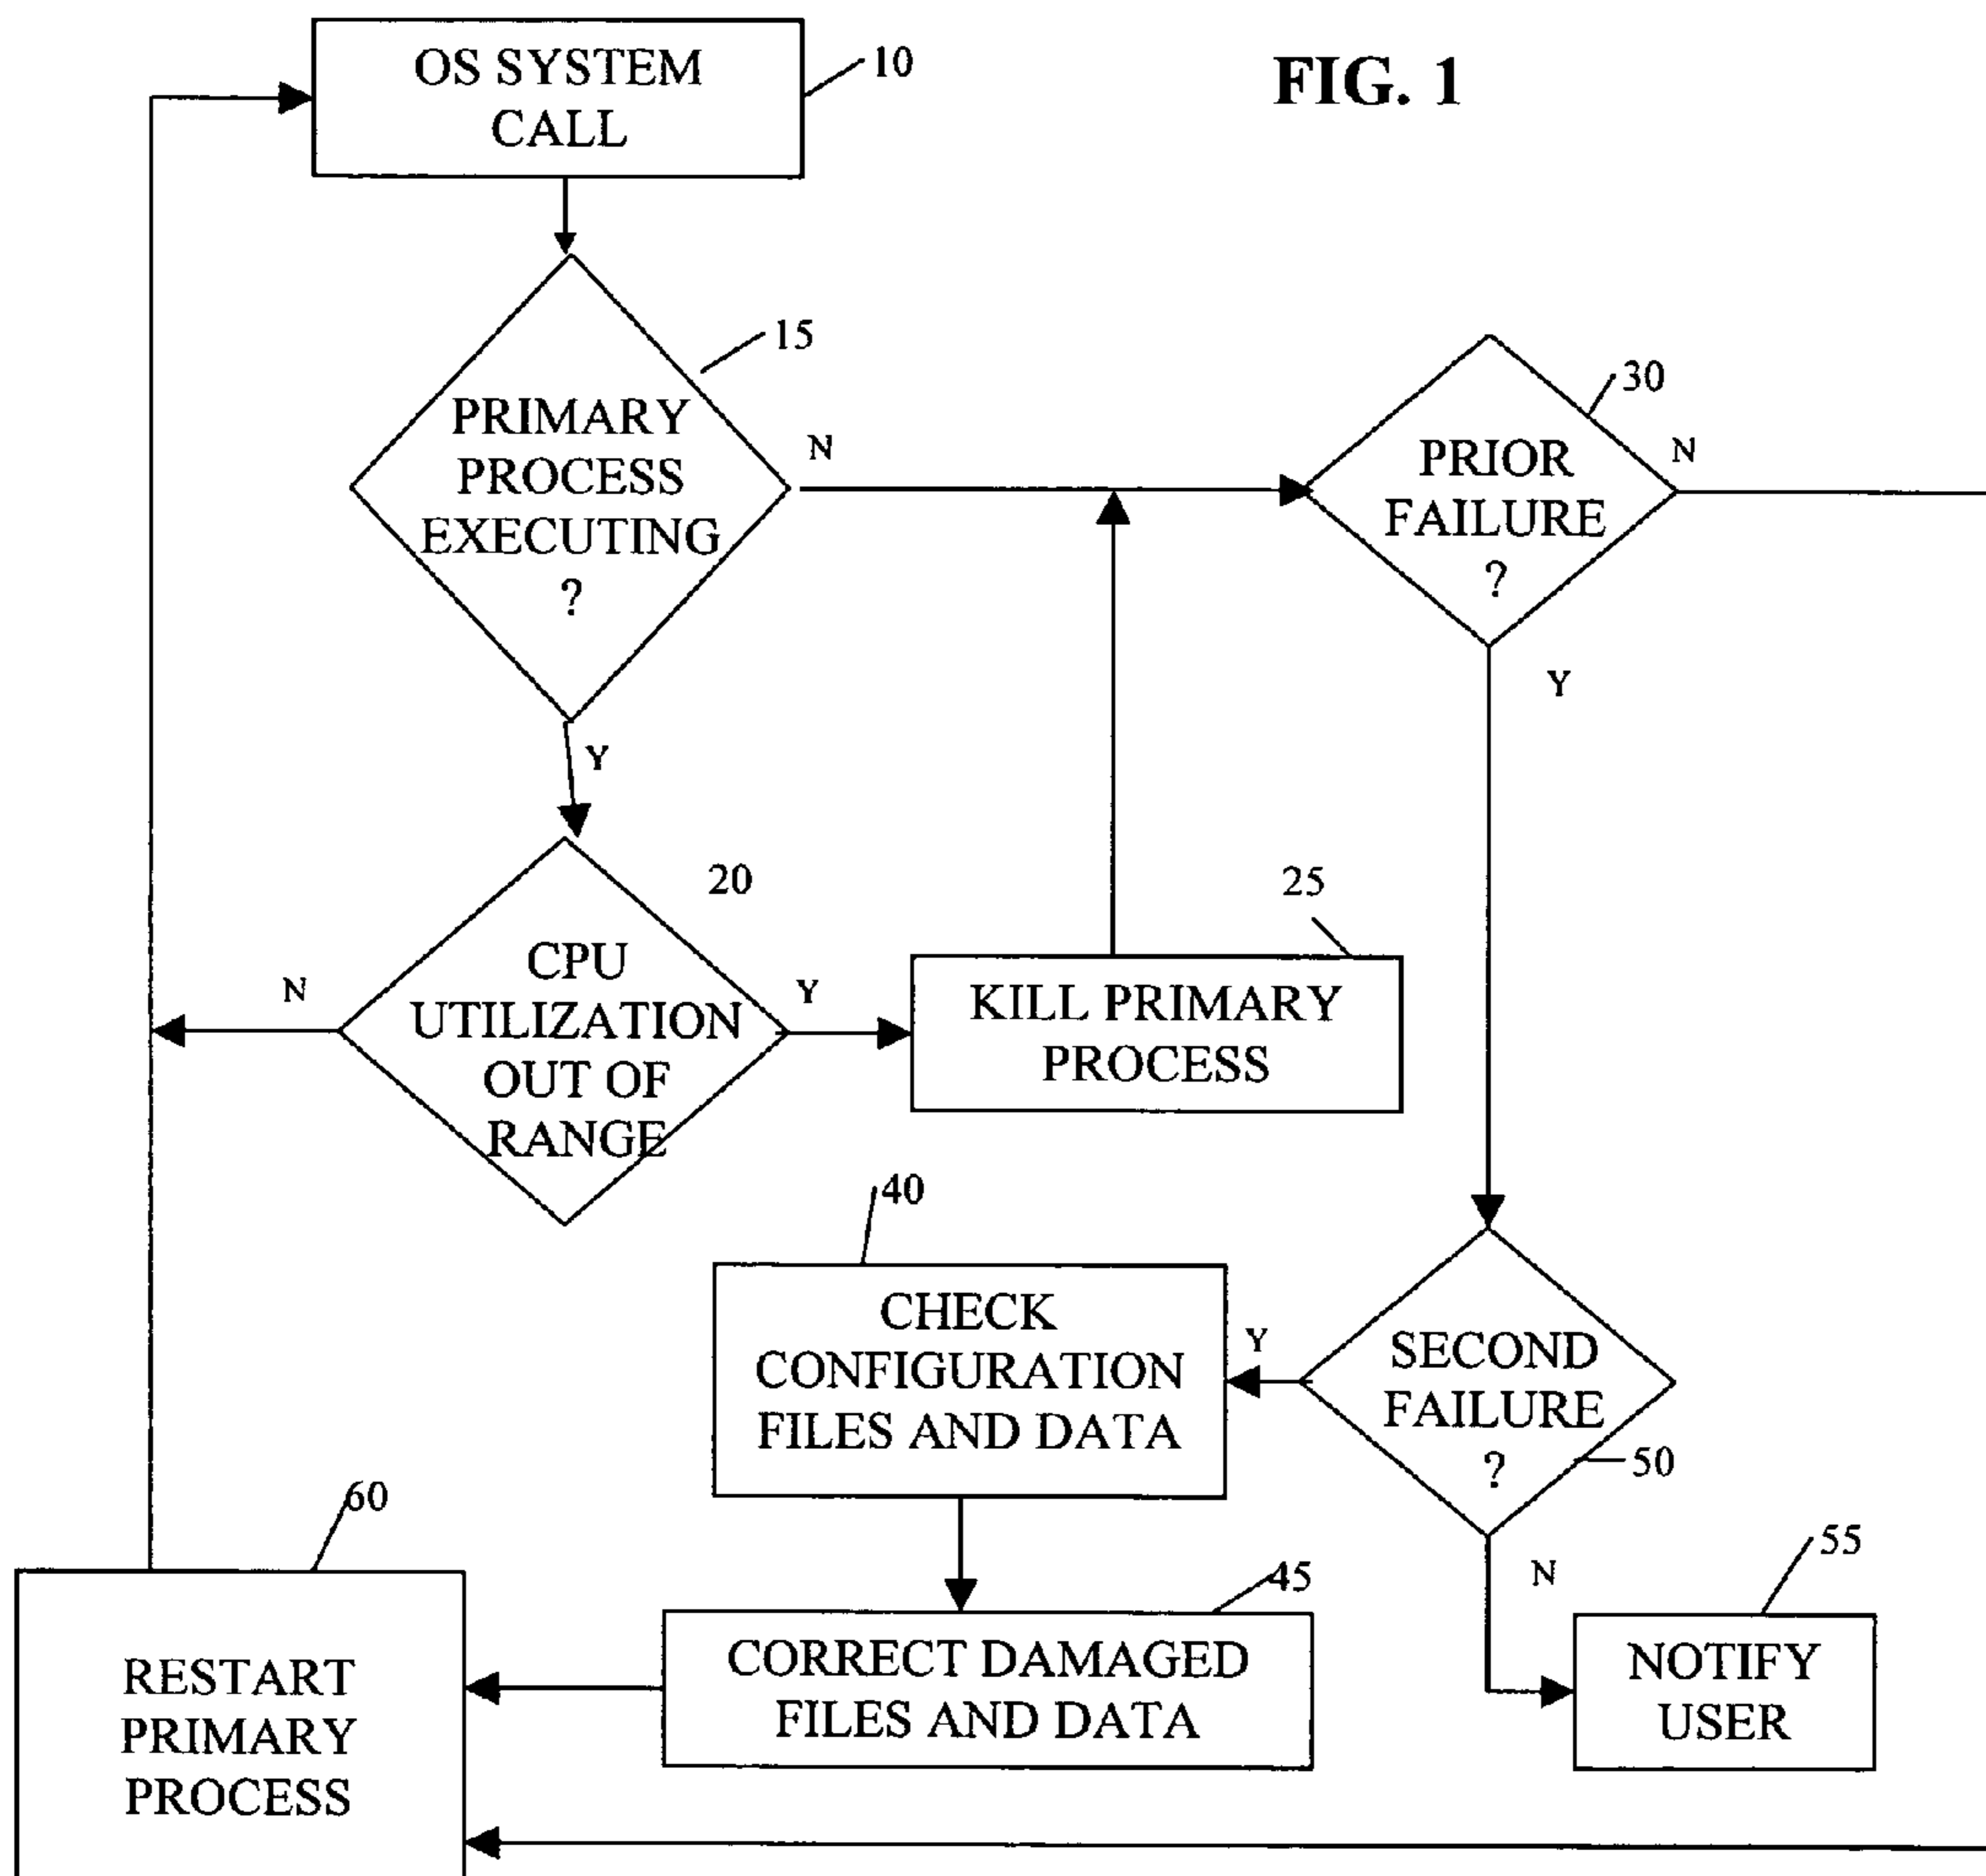 OS SYSTEM
CALL
10
FIG. 1
15
PRIMARY
PROCESS
EXECUTING
?
N
Y
30
PRIOR
FAILURE
?
N
Y
20
CPU
UTILIZATION
OUT OF
RANGE
N
Y
25
KILL PRIMARY
PROCESS
40
CHECK
CONFIGURATION
FILES AND DATA
Y
SECOND
FAILURE
?
50
N
60
RESTART
PRIMARY
PROCESS
45
CORRECT DAMAGED
FILES AND DATA
55
NOTIFY
USER